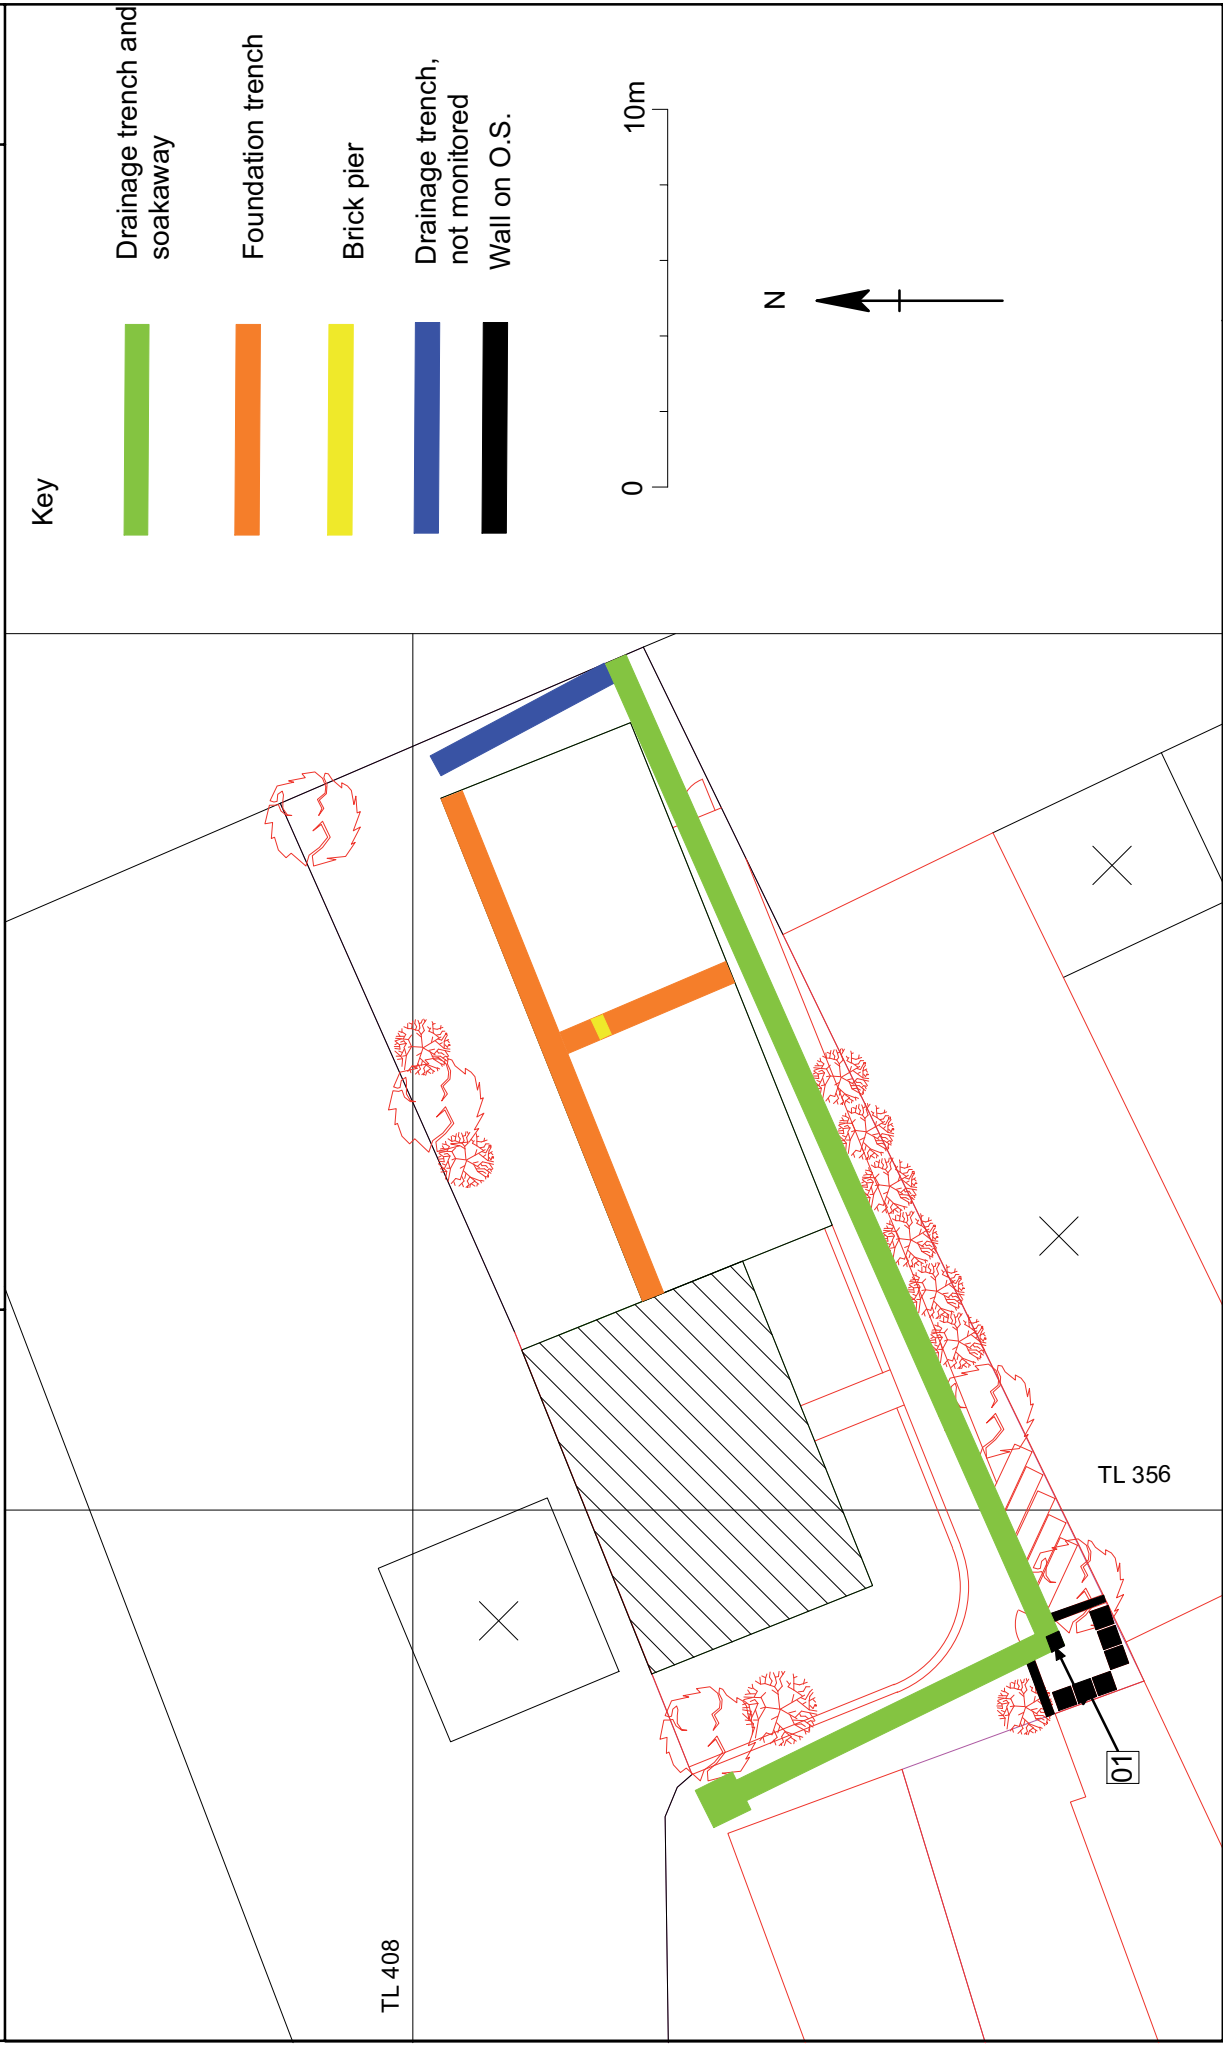 Key
Drainage trench and
soakaway
Foundation trench
Brick pier
Drainage trench,
not monitored
Wall on O.S.
0
10m
N
TL 408
TL 356
01